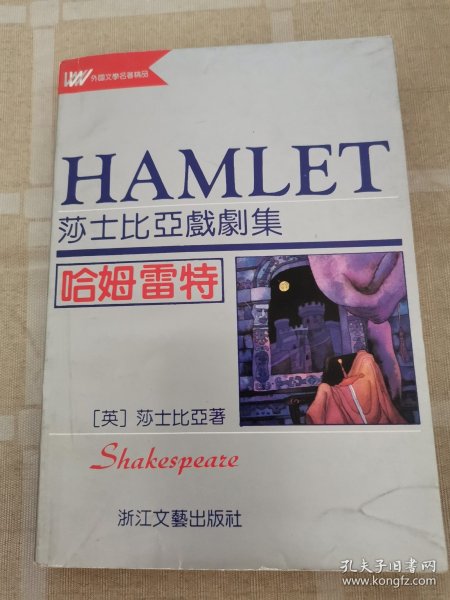 WN 外國文學名著精品
HAMLET
莎士比亞戲劇集
哈姆雷特
[英] 莎士比亞著
Shakespeare
浙江文藝出版社
孔夫子旧书网
www.kongfz.com